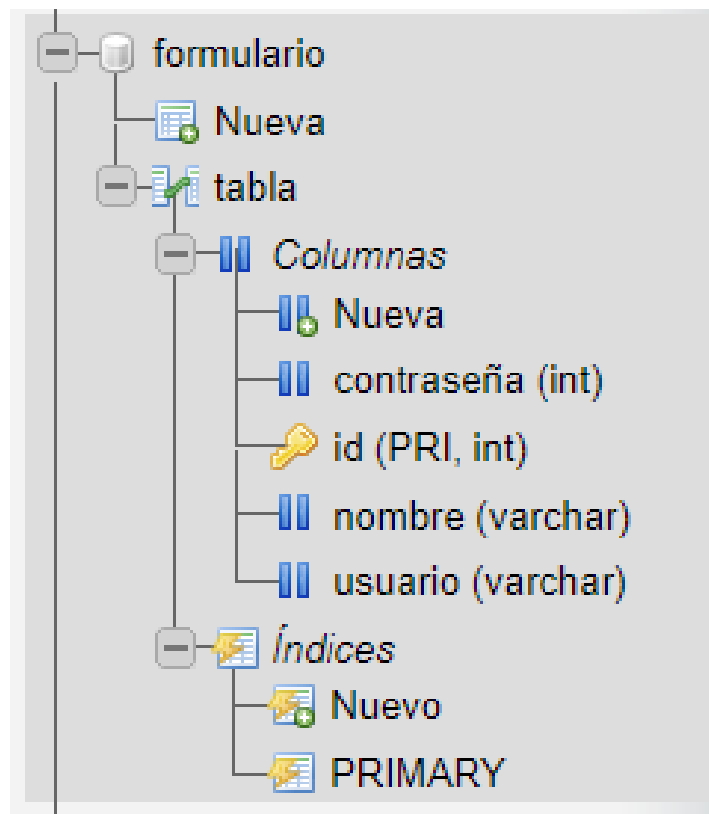 formulario
Nueva
tabla
Columnas
Nueva
contraseña (int)
id (PRI, int)
nombre (varchar)
usuario (varchar)
Índices
Nuevo
PRIMARY